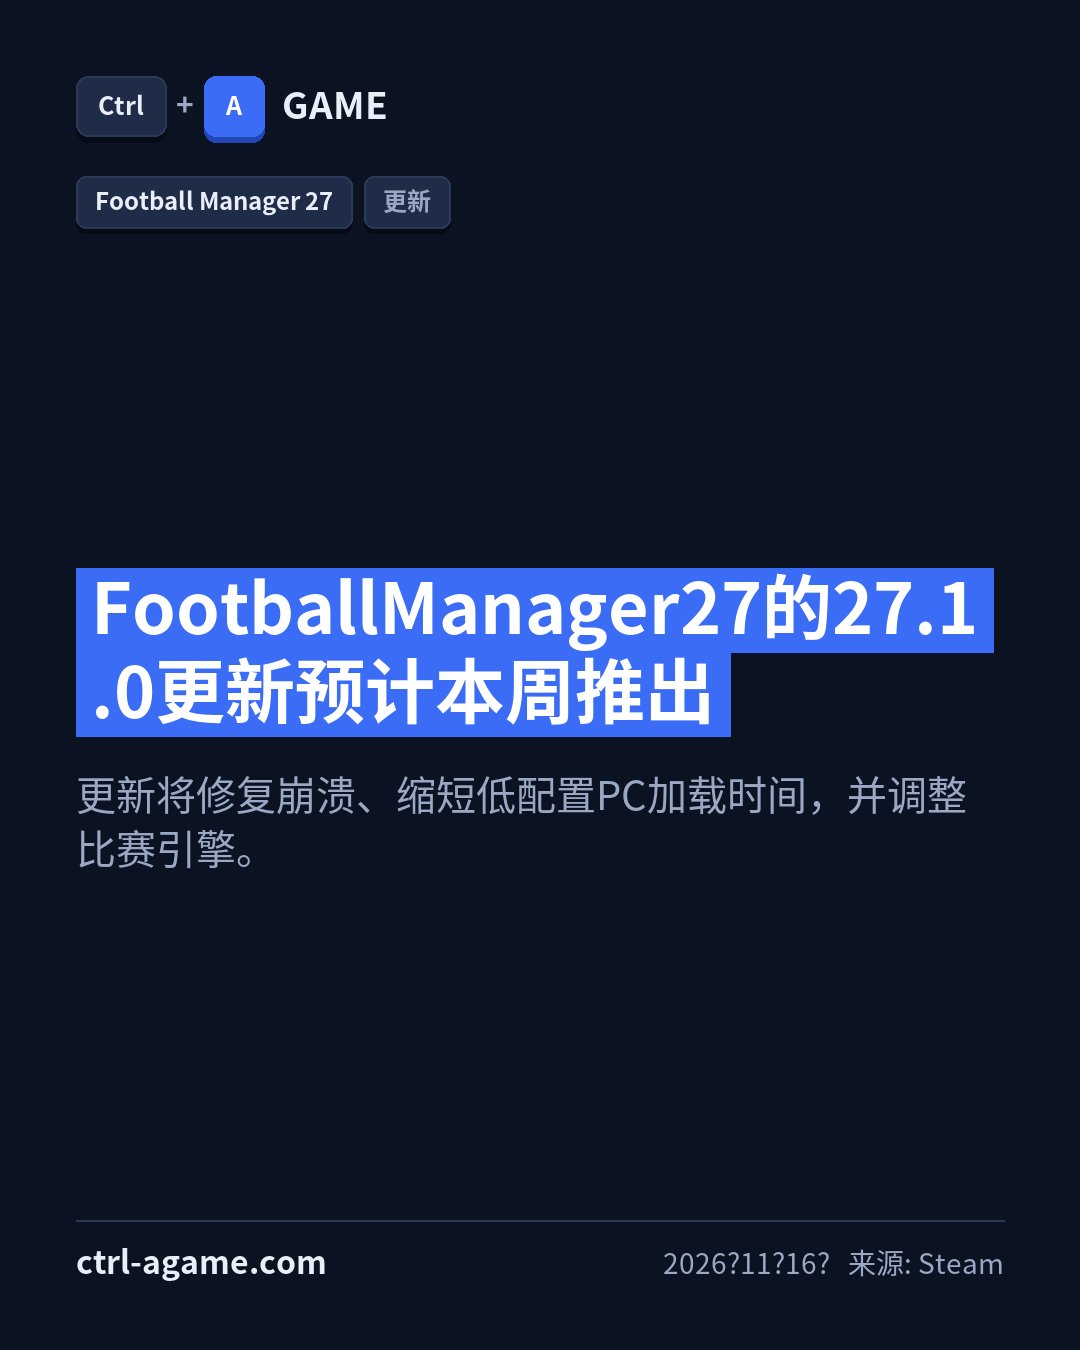 Ctrl + A GAME
Football Manager 27 更新
FootballManager27的27.1
.0更新预计本周推出
更新将修复崩溃、缩短低配置PC加载时间，并调整
比赛引擎。
ctrl-agame.com 2026?11?16? 来源: Steam